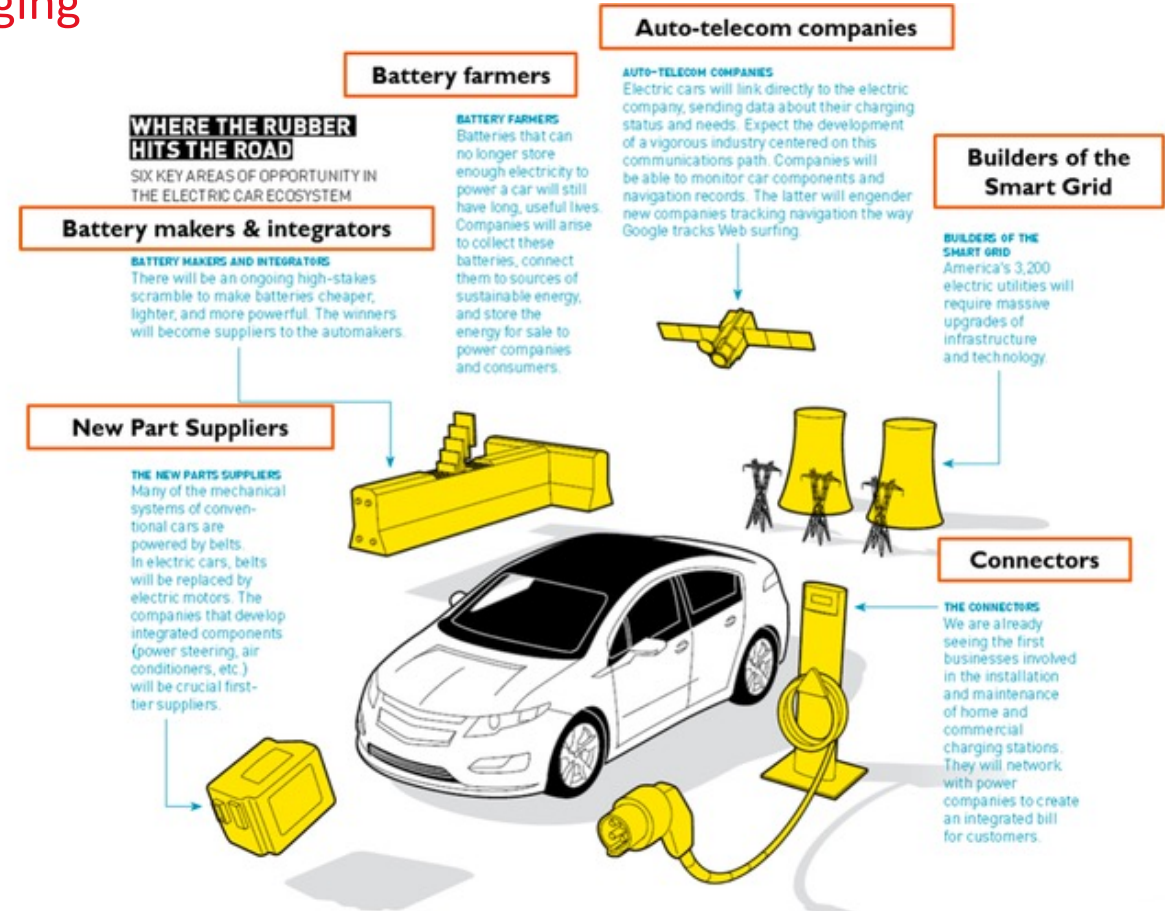 ging
WHERE THE RUBBER
HITS THE ROAD
SIX KEY AREAS OF OPPORTUNITY IN
THE ELECTRIC CAR ECOSYSTEM
Battery makers & integrators
BATTERY MAKERS AND INTEGRATORS
There will be an ongoing high-stakes
scramble to make batteries cheaper,
lighter, and more powerful. The winners
will become suppliers to the automakers.
Battery farmers
BATTERY FARMERS
Batteries that can
no longer store
enough electricity to
power a car will still
have long, useful lives.
Companies will arise
to collect these
batteries, connect
them to sources of
sustainable energy,
and store the
energy for sale to
power companies
and consumers.
Auto-telecom companies
AUTO-TELECOM COMPANIES
Electric cars will link directly to the electric
company, sending data about their charging
status and needs. Expect the development
of a vigorous industry centered on this
communications path. Companies will
be able to monitor car components and
navigation records. The latter will engender
new companies tracking navigation the way
Google tracks Web surfing.
Builders of the
Smart Grid
BUILDERS OF THE
SMART GRID
America's 3,200
electric utilities will
require massive
upgrades of
infrastructure
and technology.
New Part Suppliers
THE NEW PARTS SUPPLIERS
Many of the mechanical
systems of conven-
tional cars are
powered by belts.
In electric cars, belts
will be replaced by
electric motors. The
companies that develop
integrated components
(power steering, air
conditioners, etc.)
will be crucial first-
tier suppliers.
Connectors
THE CONNECTORS
We are already
seeing the first
businesses involved
in the installation
and maintenance
of home and
commercial
charging stations.
They will network
with power
companies to create
an integrated bill
for customers.